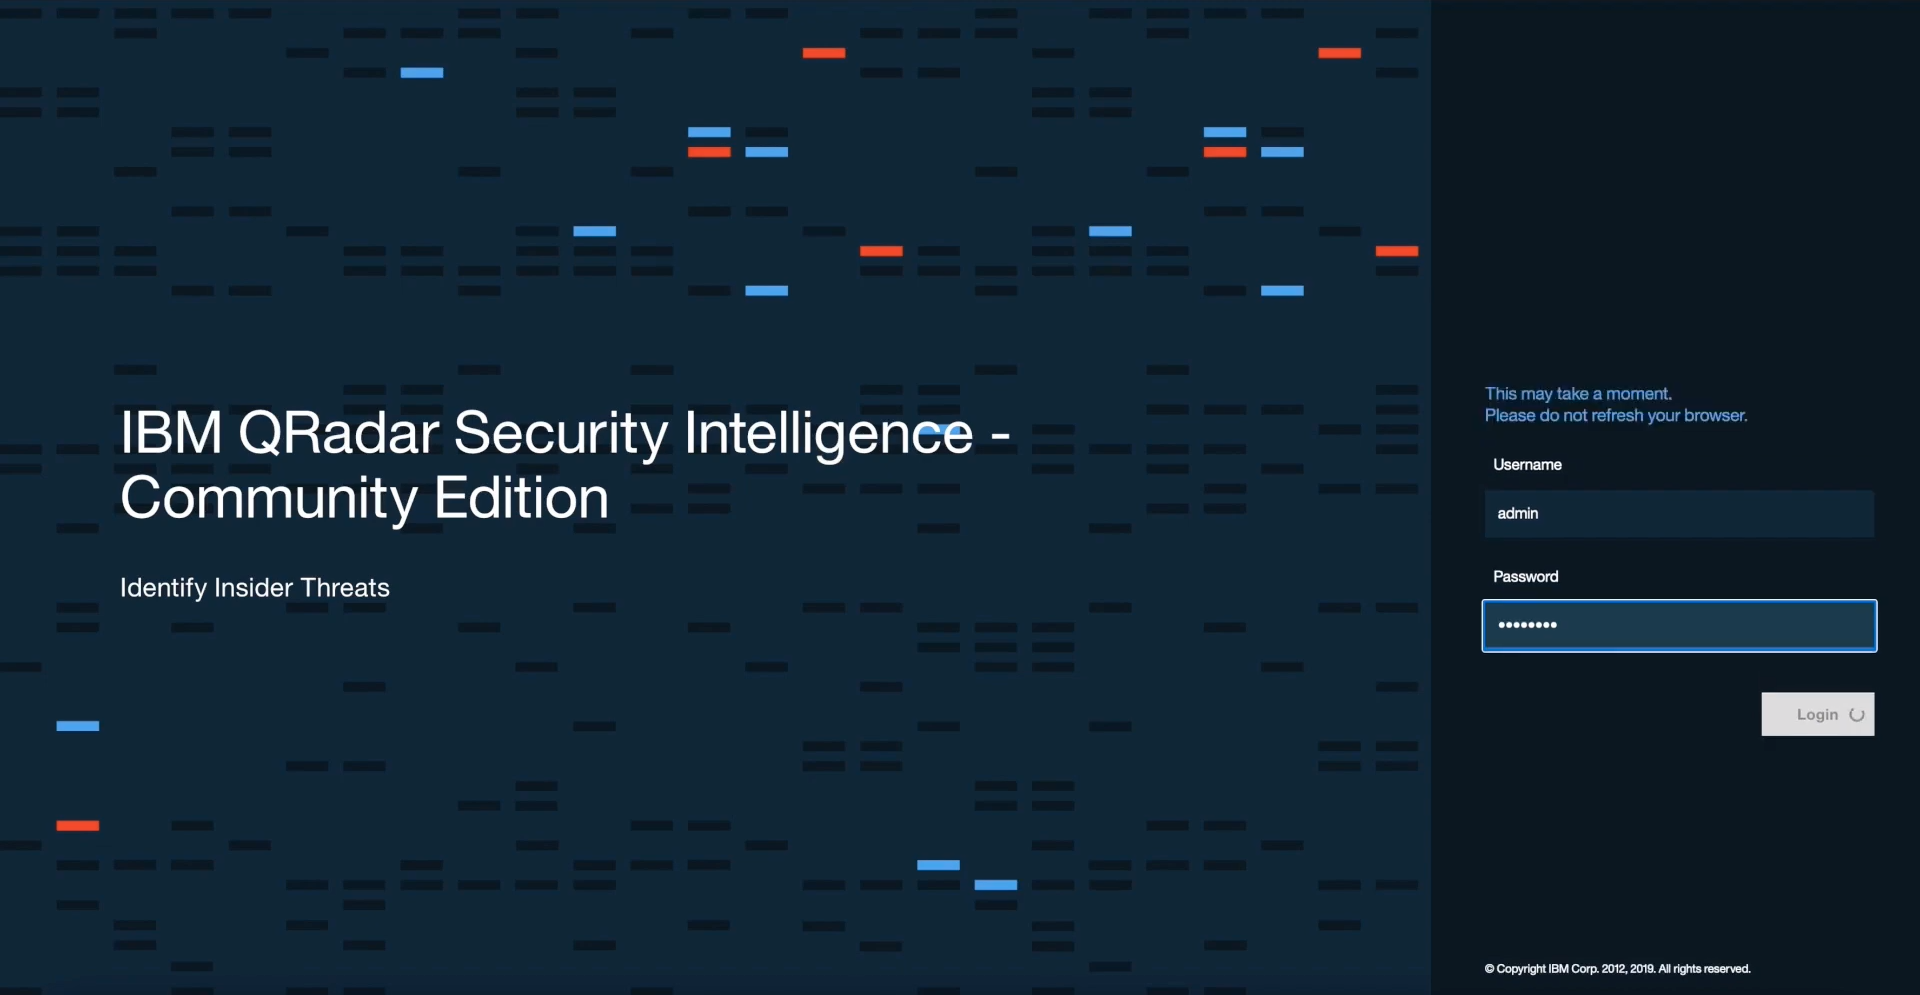 IBM QRadar Security Intelligence -
Community Edition
Identify Insider Threats
This may take a moment.
Please do not refresh your browser.
Username
admin
Password
••••••••
Login
© Copyright IBM Corp. 2012, 2019. All rights reserved.